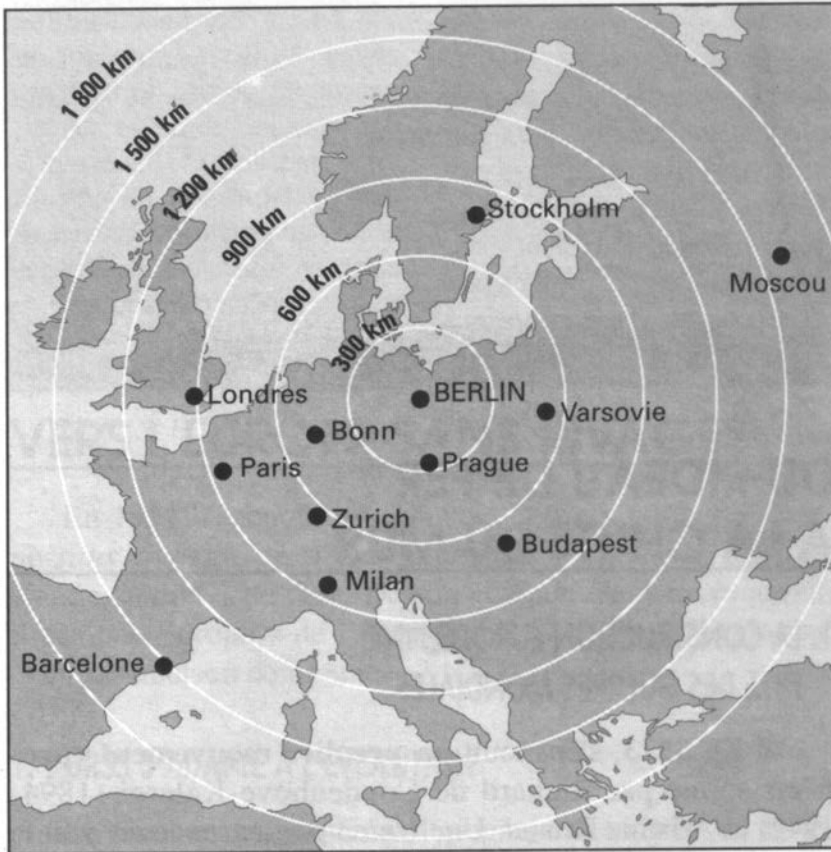 1 800 km
1 500 km
1 200 km
900 km
600 km
300 km
Stockholm
Moscou
Londres
BERLIN
Varsovie
Bonn
Paris
Prague
Zurich
Budapest
Milan
Barcelone